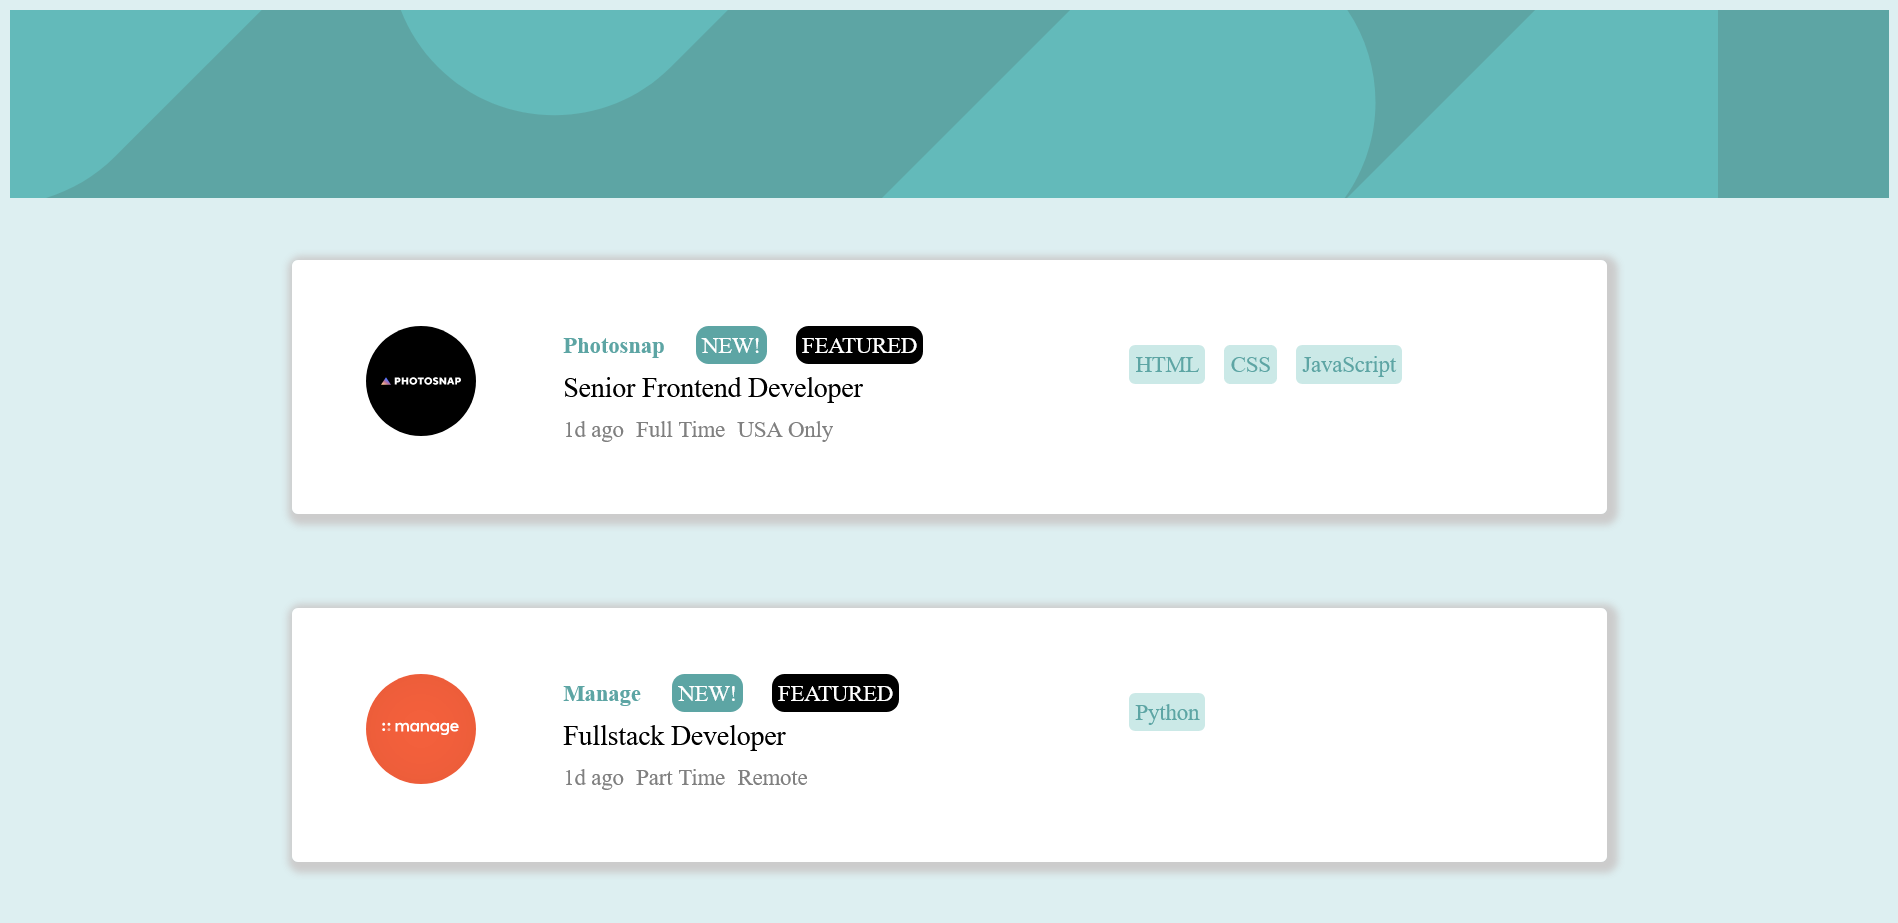 PHOTOSNAP
Photosnap NEW! FEATURED
Senior Frontend Developer
1d ago Full Time USA Only
HTML CSS JavaScript
manage
Manage NEW! FEATURED
Fullstack Developer
1d ago Part Time Remote
Python